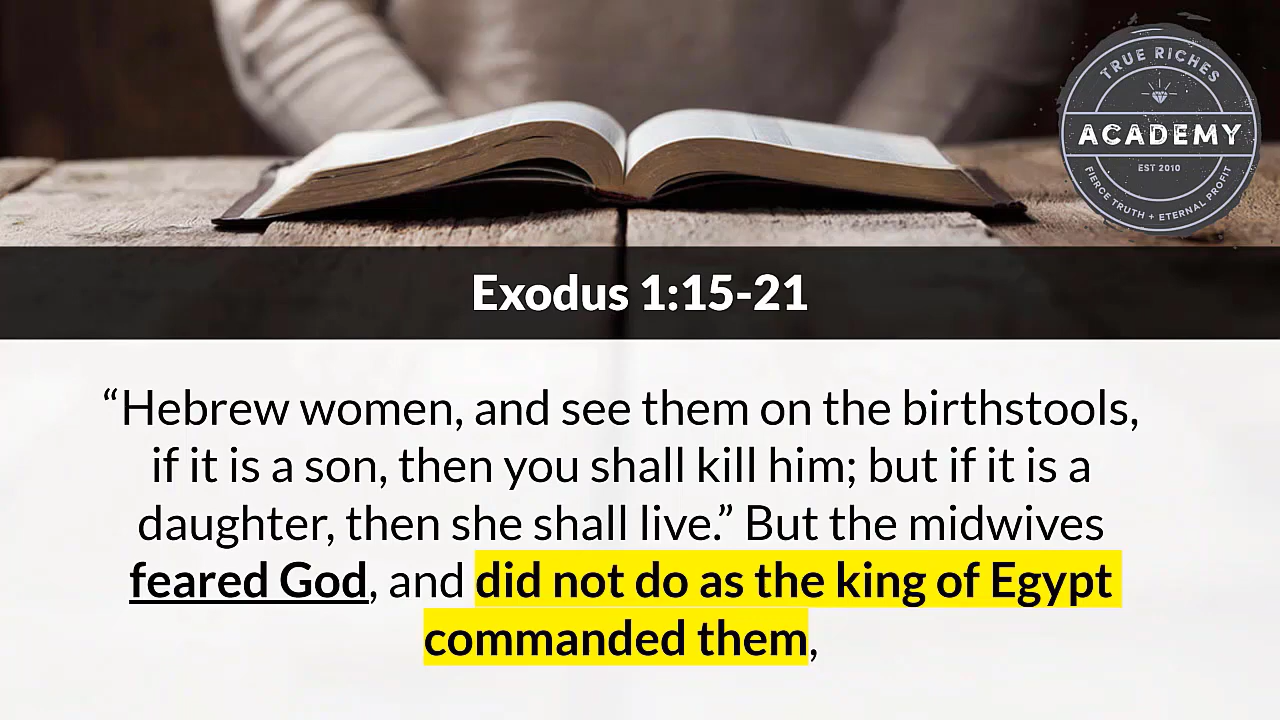 TRUE RICHES
ACADEMY
EST 2010
FIERCE TRUTH + ETERNAL PROFIT
Exodus 1:15-21
“Hebrew women, and see them on the birthstools,
if it is a son, then you shall kill him; but if it is a
daughter, then she shall live.” But the midwives
feared God, and did not do as the king of Egypt
commanded them,